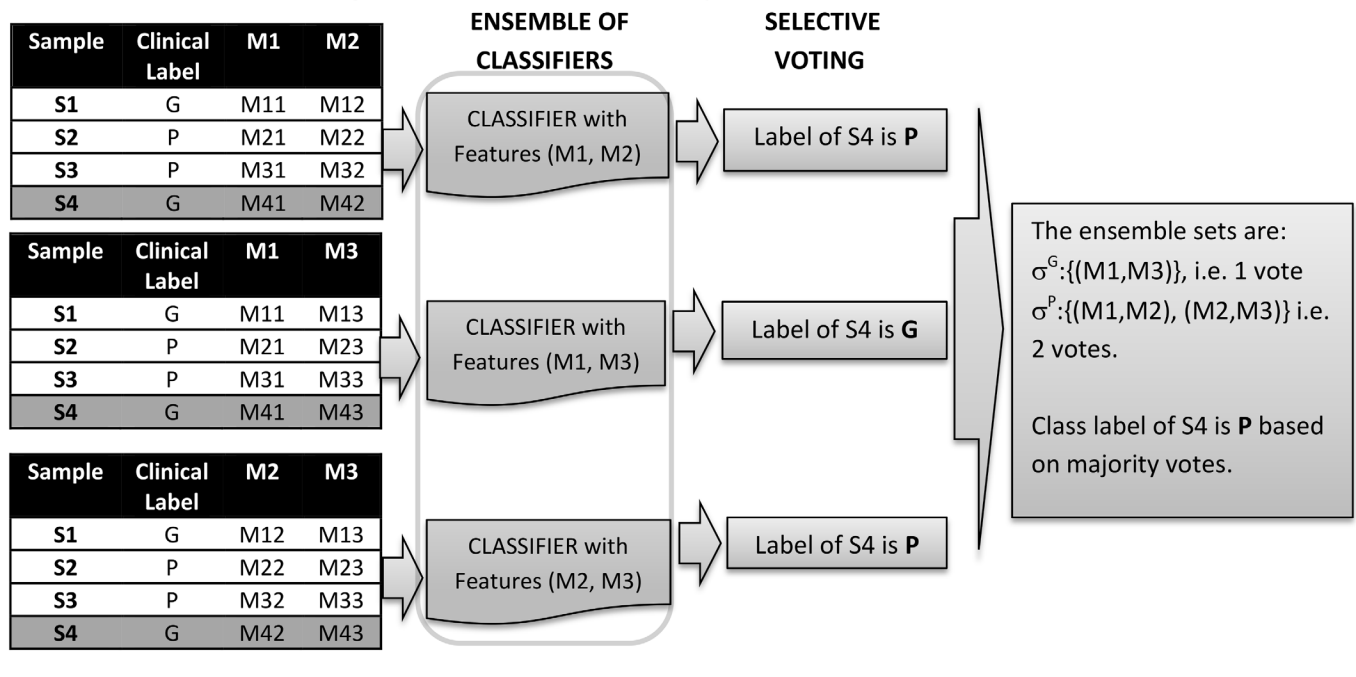 ENSEMBLE OF
CLASSIFIERS
SELECTIVE
VOTING
Sample Clinical Label M1 M2
S1 G M11 M12
S2 P M21 M22
S3 P M31 M32
S4 G M41 M42
CLASSIFIER with
Features (M1, M2)
Label of S4 is P
Sample Clinical Label M1 M3
S1 G M11 M13
S2 P M21 M23
S3 P M31 M33
S4 G M41 M43
CLASSIFIER with
Features (M1, M3)
Label of S4 is G
Sample Clinical Label M2 M3
S1 G M12 M13
S2 P M22 M23
S3 P M32 M33
S4 G M42 M43
CLASSIFIER with
Features (M2, M3)
Label of S4 is P
The ensemble sets are:
σᴳ:{(M1,M3)}, i.e. 1 vote
σᴾ:{(M1,M2), (M2,M3)} i.e.
2 votes.
Class label of S4 is P based
on majority votes.